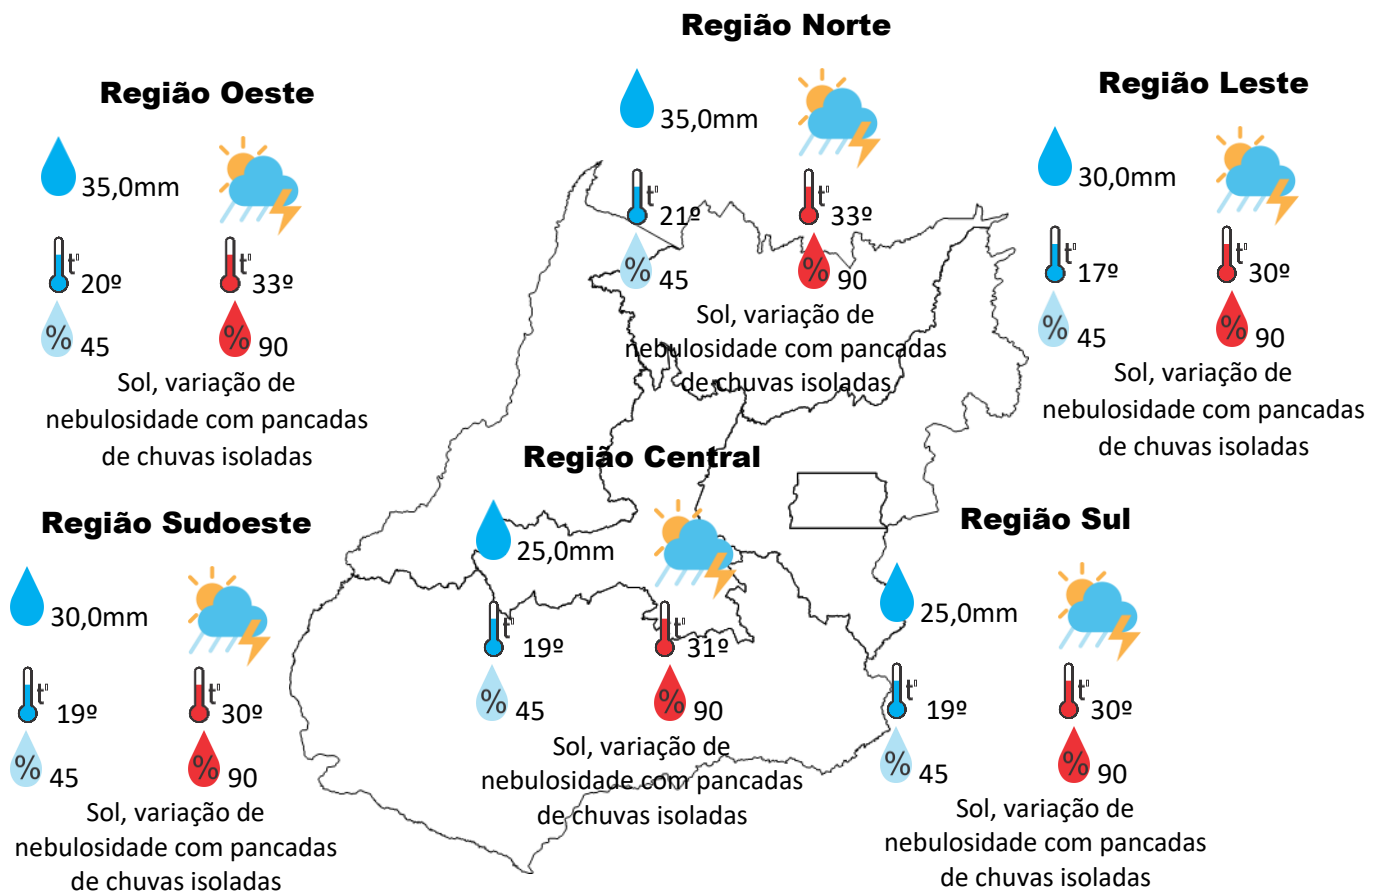 Região Norte
35,0mm
t°
21º
33º
%
45
%
90
Sol, variação de
nebulosidade com pancadas
de chuvas isoladas
Região Oeste
35,0mm
t°
20º
33º
%
45
%
90
Sol, variação de
nebulosidade com pancadas
de chuvas isoladas
Região Leste
30,0mm
t°
17º
30º
%
45
%
90
Sol, variação de
nebulosidade com pancadas
de chuvas isoladas
Região Central
25,0mm
t°
19º
t°
31º
%
45
%
90
Sol, variação de
nebulosidade com pancadas
de chuvas isoladas
Região Sudoeste
30,0mm
t°
19º
30º
%
45
%
90
Sol, variação de
nebulosidade com pancadas
de chuvas isoladas
Região Sul
25,0mm
t°
19º
30º
%
45
%
90
Sol, variação de
nebulosidade com pancadas
de chuvas isoladas